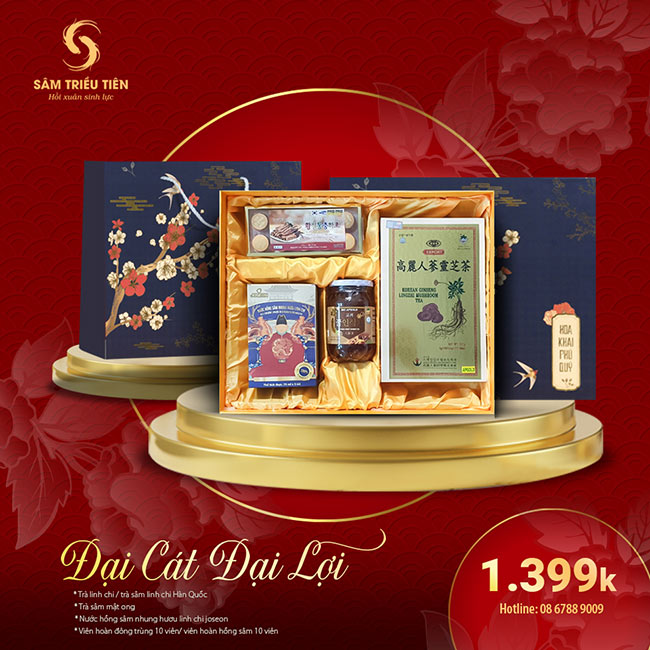 SÂM TRIỀU TIÊN
Hồi xuân sinh lực
EXPORT
高麗人蔘靈芝茶
KOREAN GINSENG
LINGZHI MUSHROOM
TEA
HOA
KHAI
PHÚ
QUÝ
Đại Cát Đại Lợi
* Trà linh chi / trà sâm linh chi Hàn Quốc
* Trà sâm mật ong
* Nước hồng sâm nhung hươu linh chi joseon
* Viên hoàn đông trùng 10 viên/ viên hoàn hồng sâm 10 viên
1.399k
Hotline: 08 6788 9009